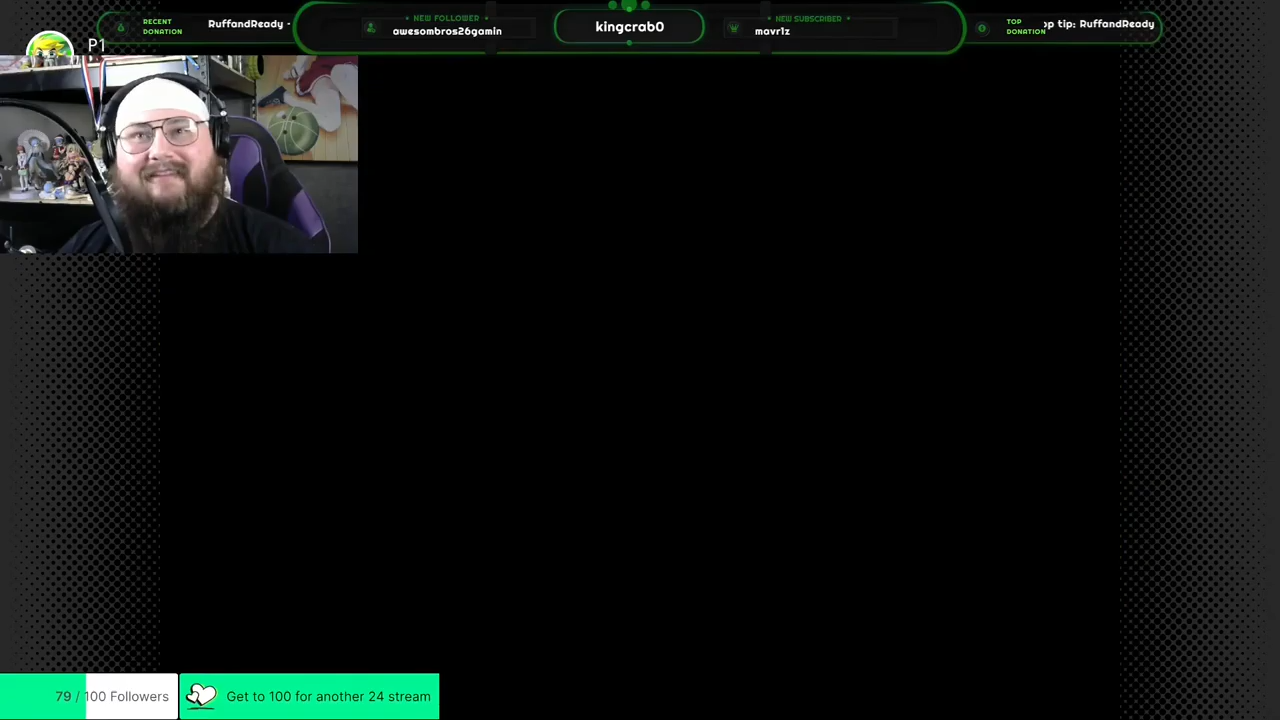 RECENT
DONATION
RuffandReady -
NEW FOLLOWER
awesombros26gamin
kingcrab0
NEW SUBSCRIBER
mavr1z
TOP
DONATION
op tip: RuffandReady
P1
79 / 100 Followers
Get to 100 for another 24 stream